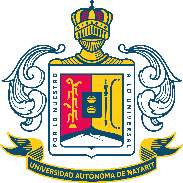 POR LO NUESTRO
A LO UNIVERSAL
UNIVERSIDAD AUTÓNOMA DE NAYARIT